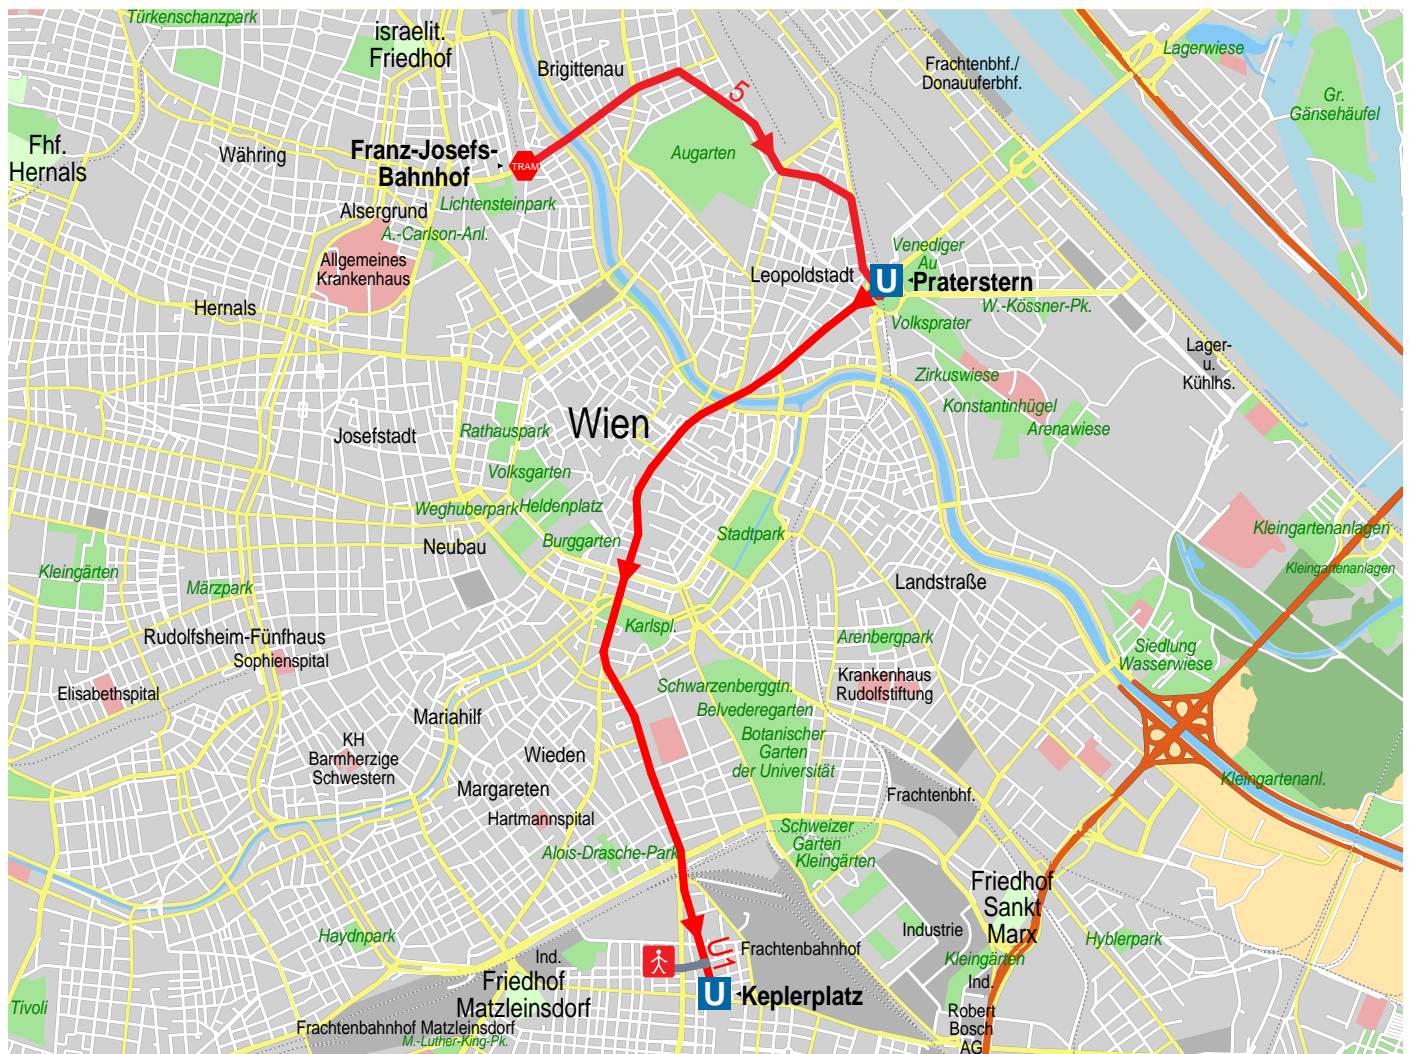 Türkenschanzpark
israelit.
Friedhof
Brigittenau
Frachtenbhf./
Donauuferbhf.
Lagerwiese
Gr.
Gänsehäufel
5
Fhf.
Hernals
Währing
Franz-Josefs-
Bahnhof
TRAM
Augarten
Lichtensteinpark
Alsergrund
A.-Carlson-Anl.
Allgemeines
Krankenhaus
Venediger
Au
Leopoldstadt
U
Praterstern
W.-Kössner-Pk.
Hernals
Volksprater
Lager-
u.
Kühlhs.
Zirkuswiese
Konstantinhügel
Arenawiese
Wien
Josefstadt
Rathauspark
Volksgarten
Weghuberpark
Heldenplatz
Neubau
Burggarten
Stadtpark
Kleingartenanlagen
Kleingartenanlagen
Kleingärten
Märzpark
Landstraße
Karlspl.
Arenbergpark
Rudolfsheim-Fünfhaus
Sophienspital
Siedlung
Wasserwiese
Elisabethspital
Schwarzenberggtn.
Krankenhaus
Rudolfstiftung
Belvederegarten
Mariahilf
KH
Barmherzige
Schwestern
Wieden
Botanischer
Garten
der Universität
Kleingartenanl.
Margareten
Frachtenbhf.
Hartmannspital
Schweizer
Garten
Kleingärten
Alois-Drasche-Park
Friedhof
Sankt
Marx
Haydnpark
Industrie
Hyblerpark
U1
Frachtenbahnhof
Ind.
Kleingärten
Friedhof
Matzleinsdorf
Ind.
U
Keplerplatz
Tivoli
Robert
Bosch
AG
Frachtenbahnhof Matzleinsdorf
M.-Luther-King-Pk.